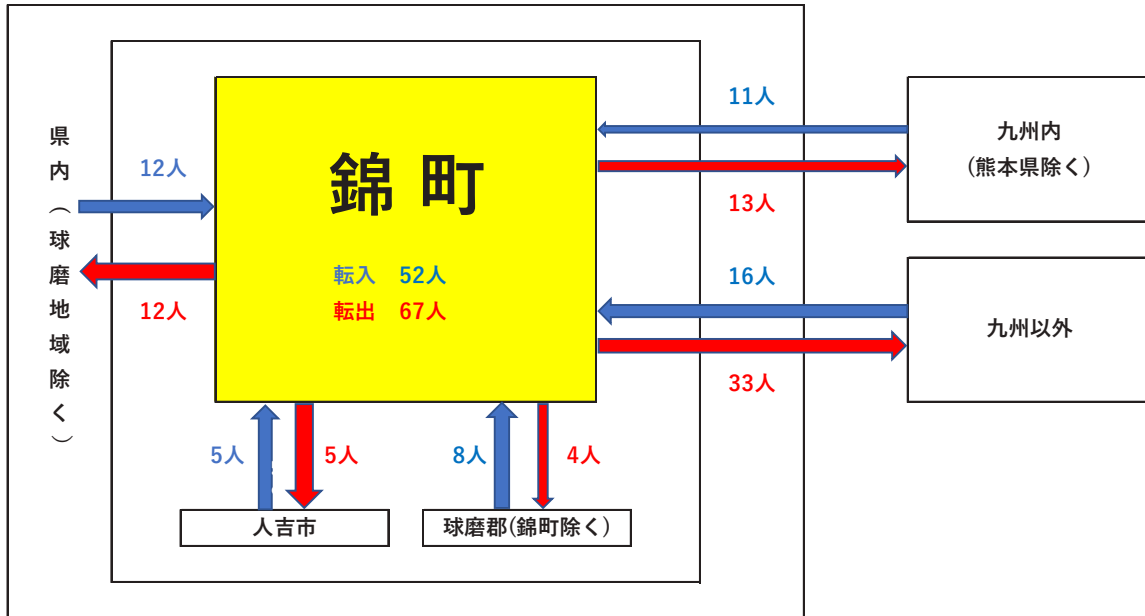 県内（球磨地域除く）
12人
12人
錦町
転入 52人
転出 67人
11人
13人
九州内
(熊本県除く)
16人
33人
九州以外
5人
5人
人吉市
8人
4人
球磨郡(錦町除く)